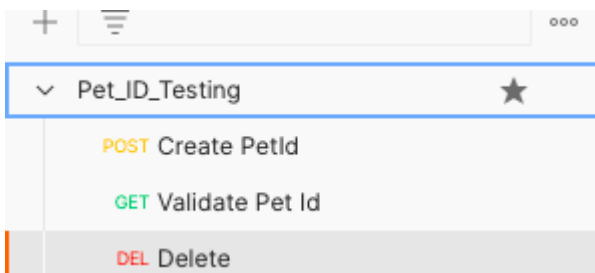 Pet_ID_Testing
POST Create PetId
GET Validate Pet Id
DEL Delete